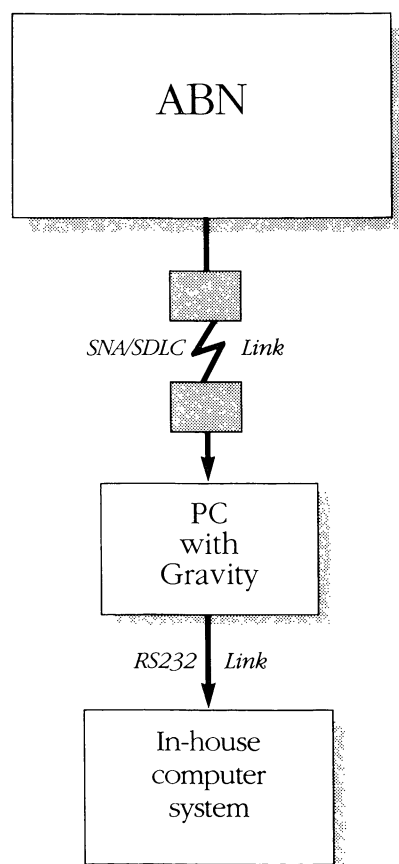 ABN
SNA/SDLC Link
PC
with
Gravity
RS232 Link
In-house
computer
system